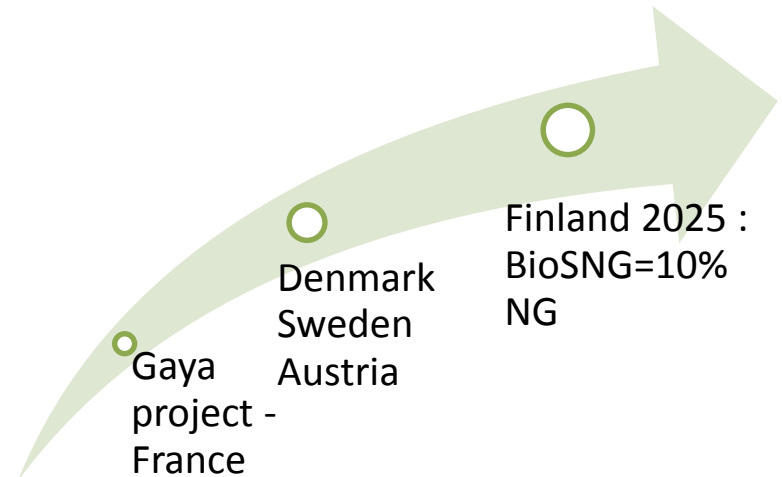 Gaya
project -
France
Denmark
Sweden
Austria
Finland 2025 :
BioSNG=10%
NG